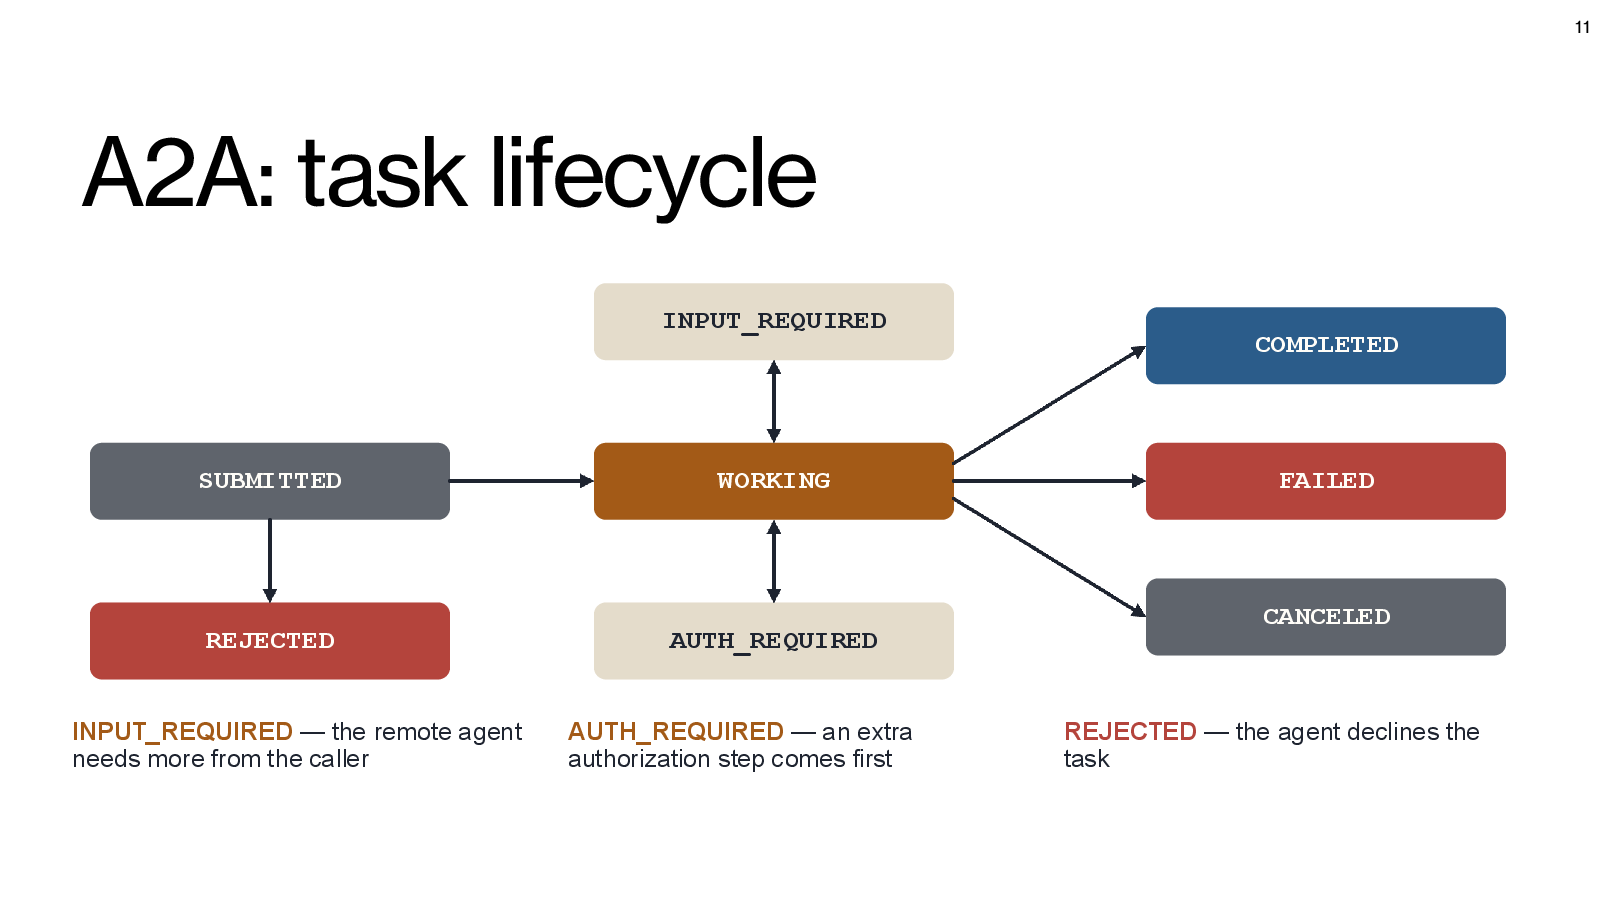 11
A2A: task lifecycle
INPUT_REQUIRED
COMPLETED
SUBMITTED
WORKING
FAILED
CANCELED
REJECTED
AUTH_REQUIRED
INPUT_REQUIRED — the remote agent
needs more from the caller
AUTH_REQUIRED — an extra
authorization step comes first
REJECTED — the agent declines the
task